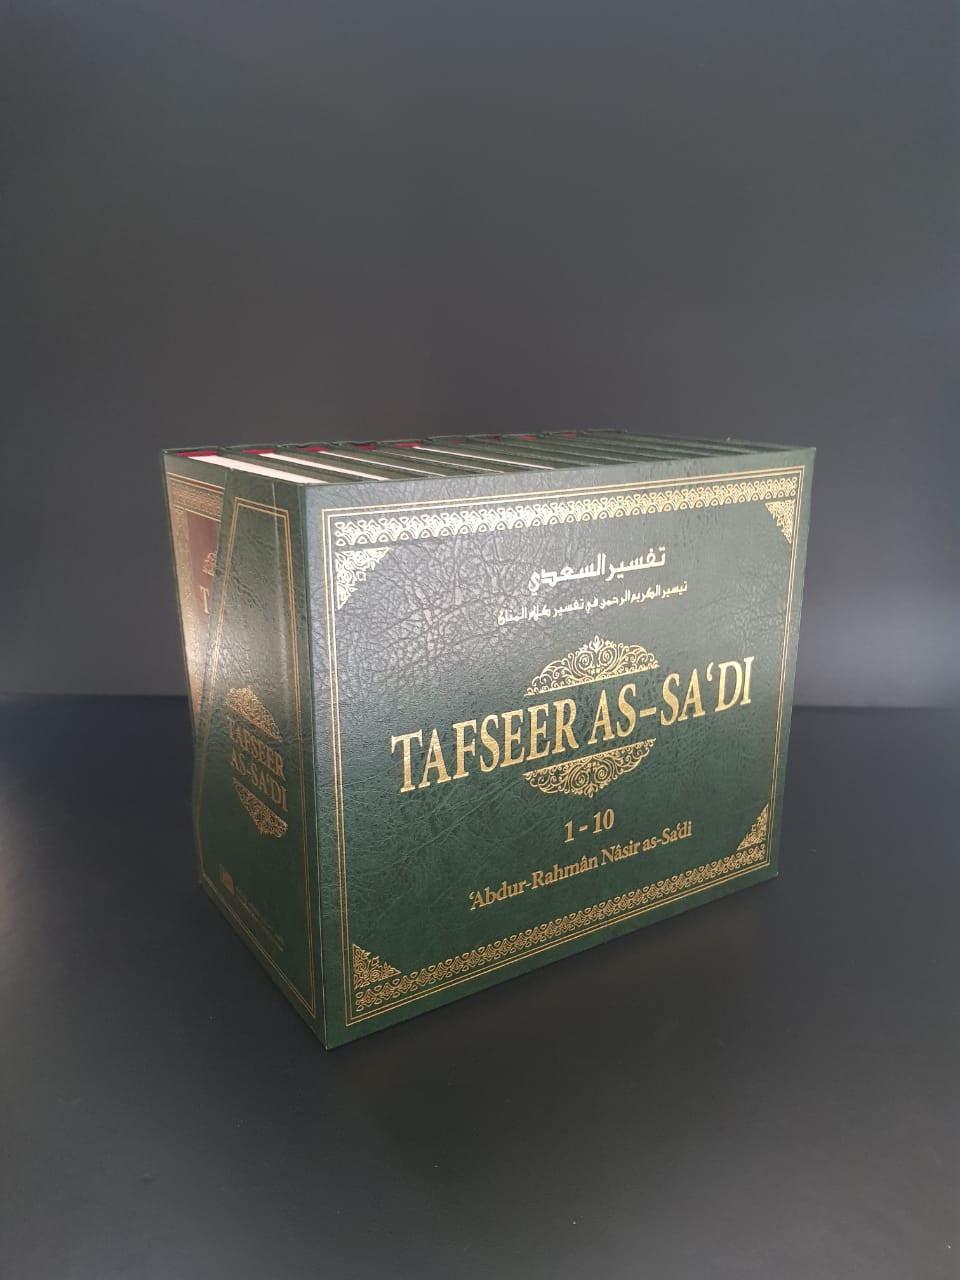 تفسير السعدي
تيسير الكريم الرحمن في تفسير كلام المنان
TAFSEER AS-SA‘DI
1 - 10
‘Abdur-Rahmân Nâsir as-Sa‘di
TAFSEER
AS-SA‘DI